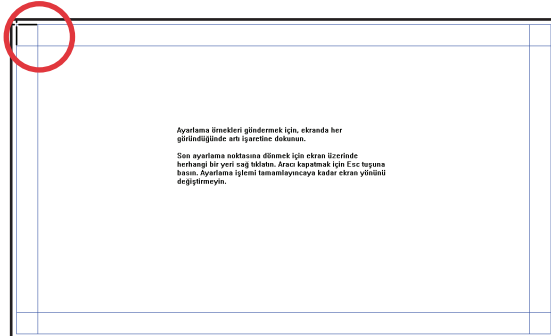 Ayarlama örnekleri göndermek için, ekranda her
göründüğünde artı işaretine dokunun.
Son ayarlama noktasına dönmek için ekran üzerinde
herhangi bir yeri sağ tıklatın. Aracı kapatmak için Esc tuşuna
basın. Ayarlama işlemi tamamlayıncaya kadar ekran yönünü
değiştirmeyin.